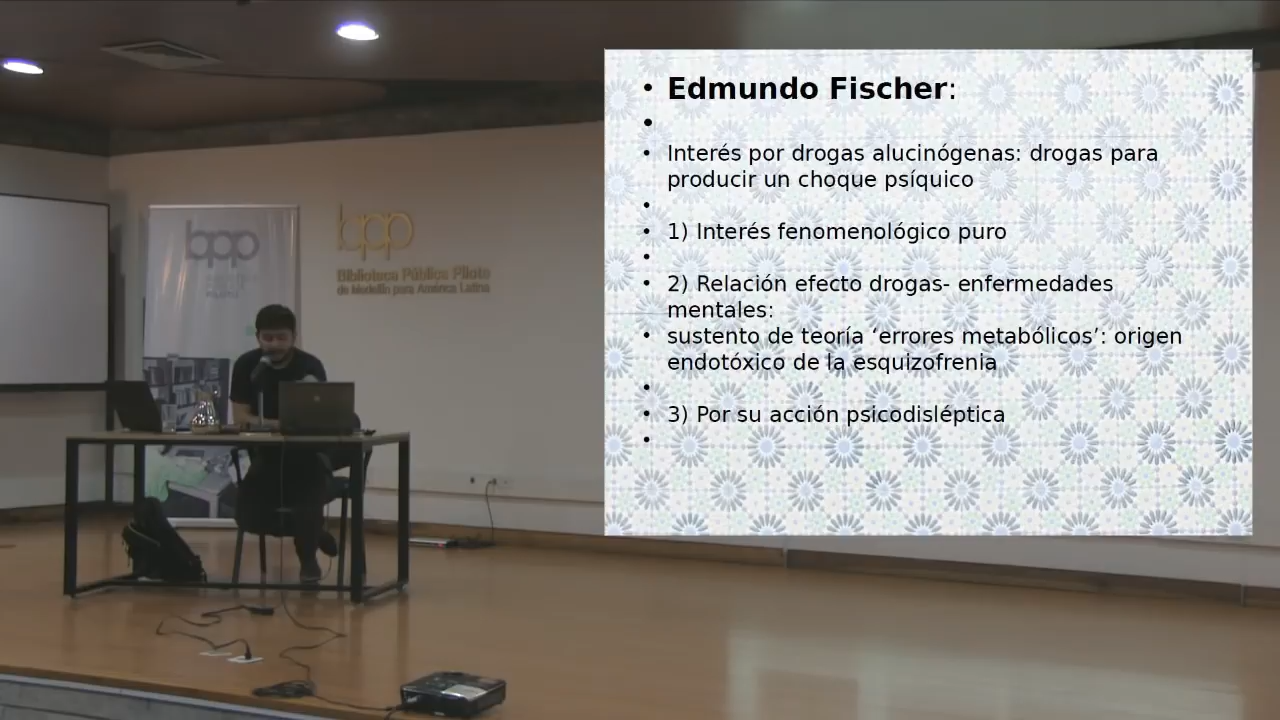 Edmundo Fischer:
Interés por drogas alucinógenas: drogas para
producir un choque psíquico
1) Interés fenomenológico puro
2) Relación efecto drogas- enfermedades
mentales:
sustento de teoría ‘errores metabólicos’: origen
endotóxico de la esquizofrenia
3) Por su acción psicodisléptica
bpp
bpp
Biblioteca Pública Piloto
de Medellín para América Latina